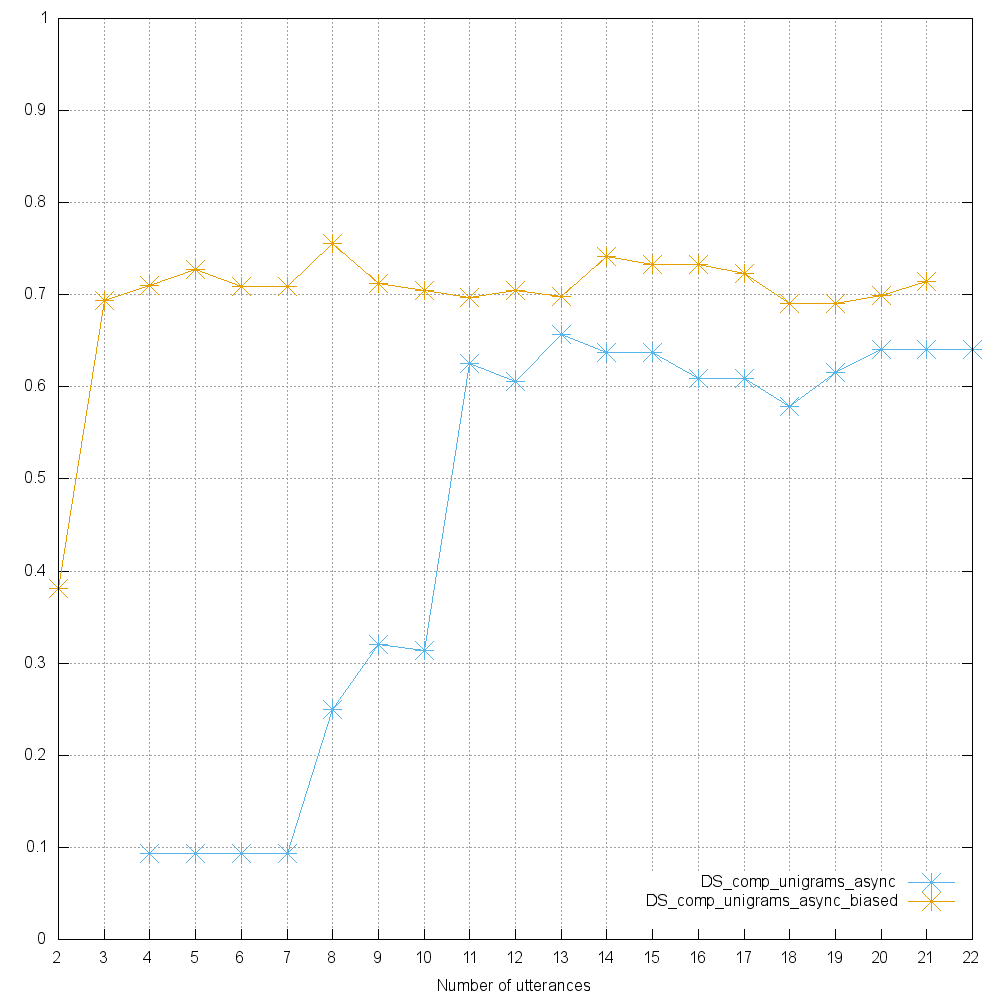 1
0.9
0.8
0.7
0.6
0.5
0.4
0.3
0.2
0.1
0
DS_comp_unigrams_async
DS_comp_unigrams_async_biased
2 3 4 5 6 7 8 9 10 11 12 13 14 15 16 17 18 19 20 21 22
Number of utterances